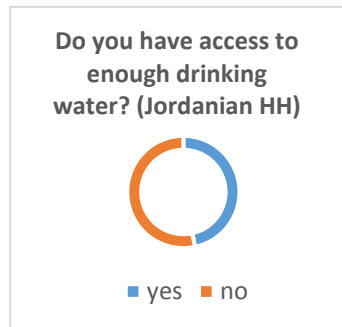 Do you have access to
enough drinking
water? (Jordanian HH)
yes no